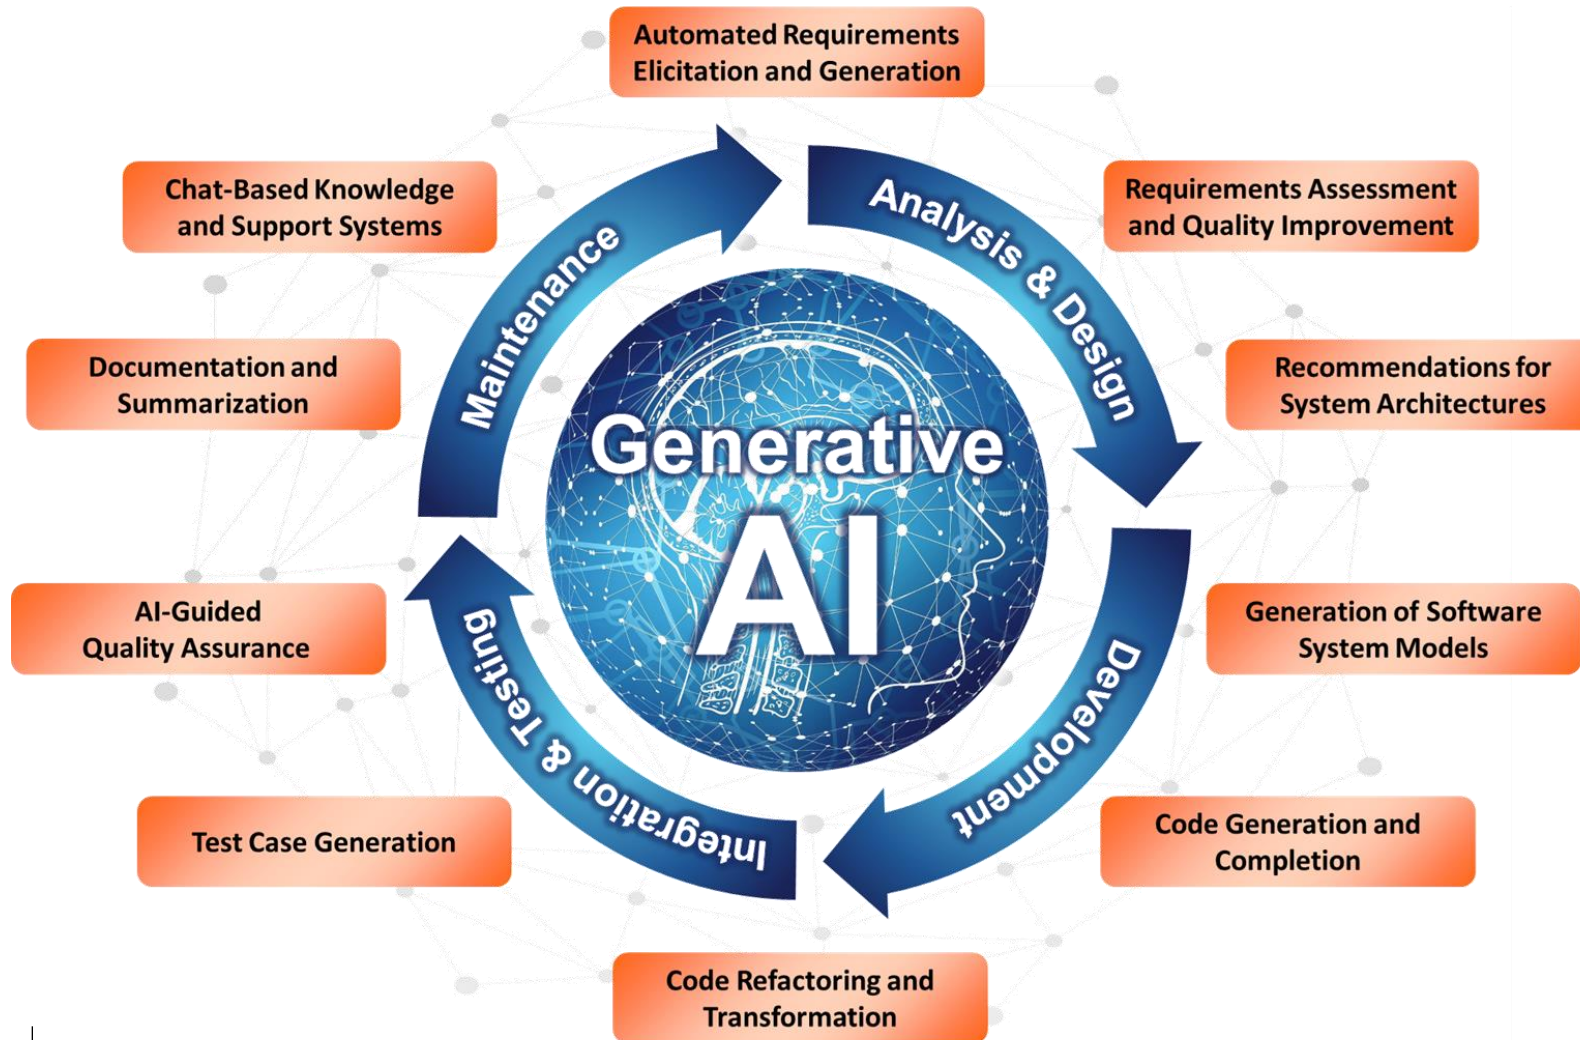 Automated Requirements
Elicitation and Generation
Chat-Based Knowledge
and Support Systems
Requirements Assessment
and Quality Improvement
Maintenance
Analysis & Design
Documentation and
Summarization
Recommendations for
System Architectures
Generative
AI
AI-Guided
Quality Assurance
Generation of Software
System Models
Integration & Testing
Development
Test Case Generation
Code Generation and
Completion
Code Refactoring and
Transformation